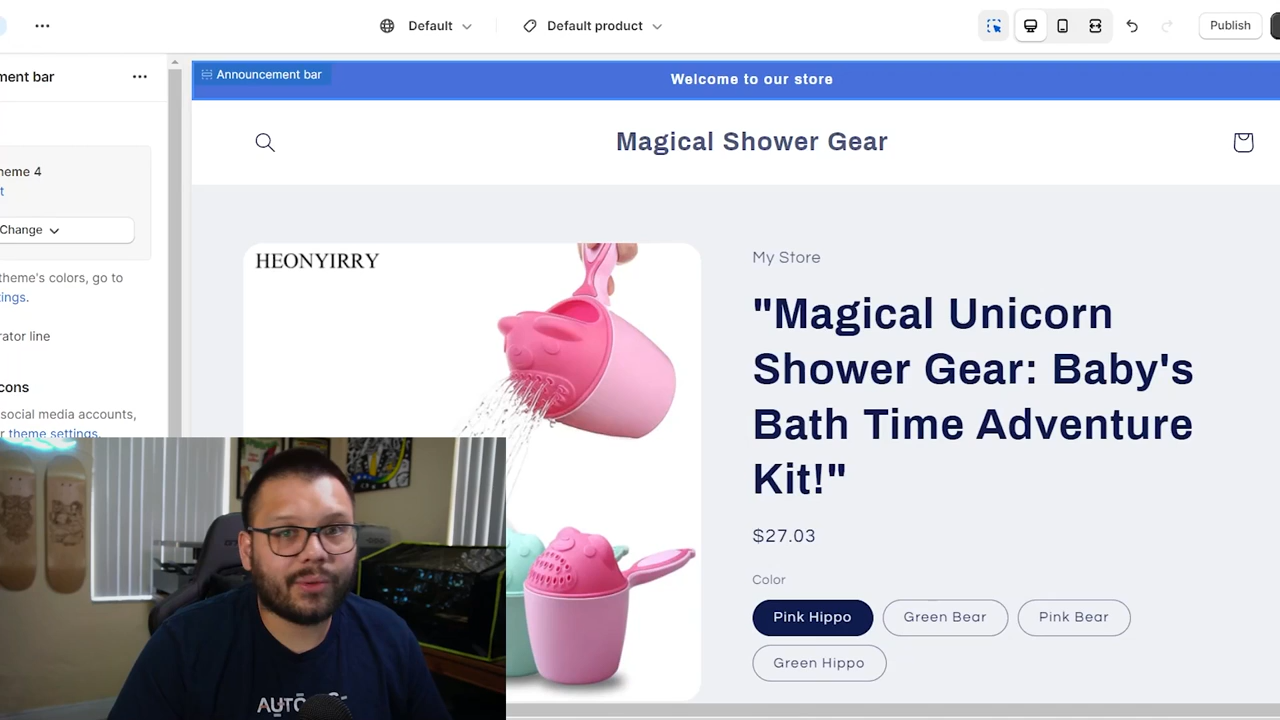 Default
Default product
Publish
ment bar
Announcement bar
Welcome to our store
Magical Shower Gear
heme 4
t
Change
theme's colors, go to
tings.
rator line
cons
social media accounts,
theme settings.
HEONYIRRY
My Store
"Magical Unicorn
Shower Gear: Baby's
Bath Time Adventure
Kit!"
$27.03
Color
Pink Hippo
Green Bear
Pink Bear
Green Hippo